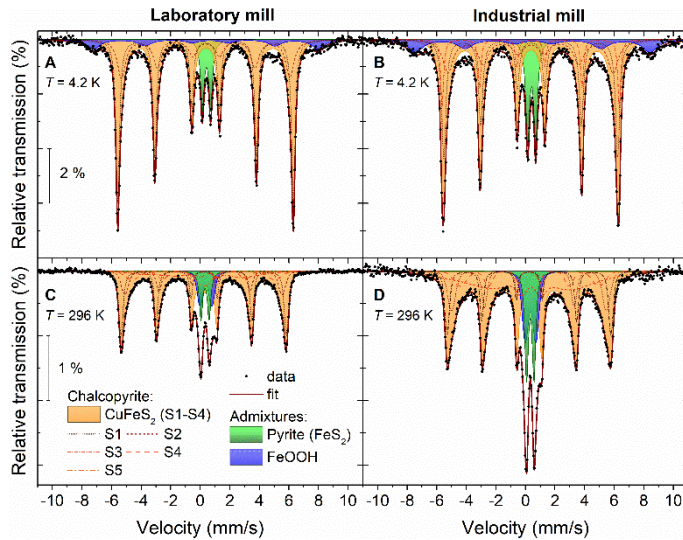 Laboratory mill
Industrial mill
Relative transmission (%)
A
T = 4.2 K
2 %
B
T = 4.2 K
Relative transmission (%)
C
T = 296 K
1 %
D
T = 296 K
Chalcopyrite:
CuFeS₂ (S1-S4)
S1
S2
S3
S4
S5
data
fit
Admixtures:
Pyrite (FeS₂)
FeOOH
-10 -8 -6 -4 -2 0 2 4 6 8 10
-8 -6 -4 -2 0 2 4 6 8 10
Velocity (mm/s)
Velocity (mm/s)